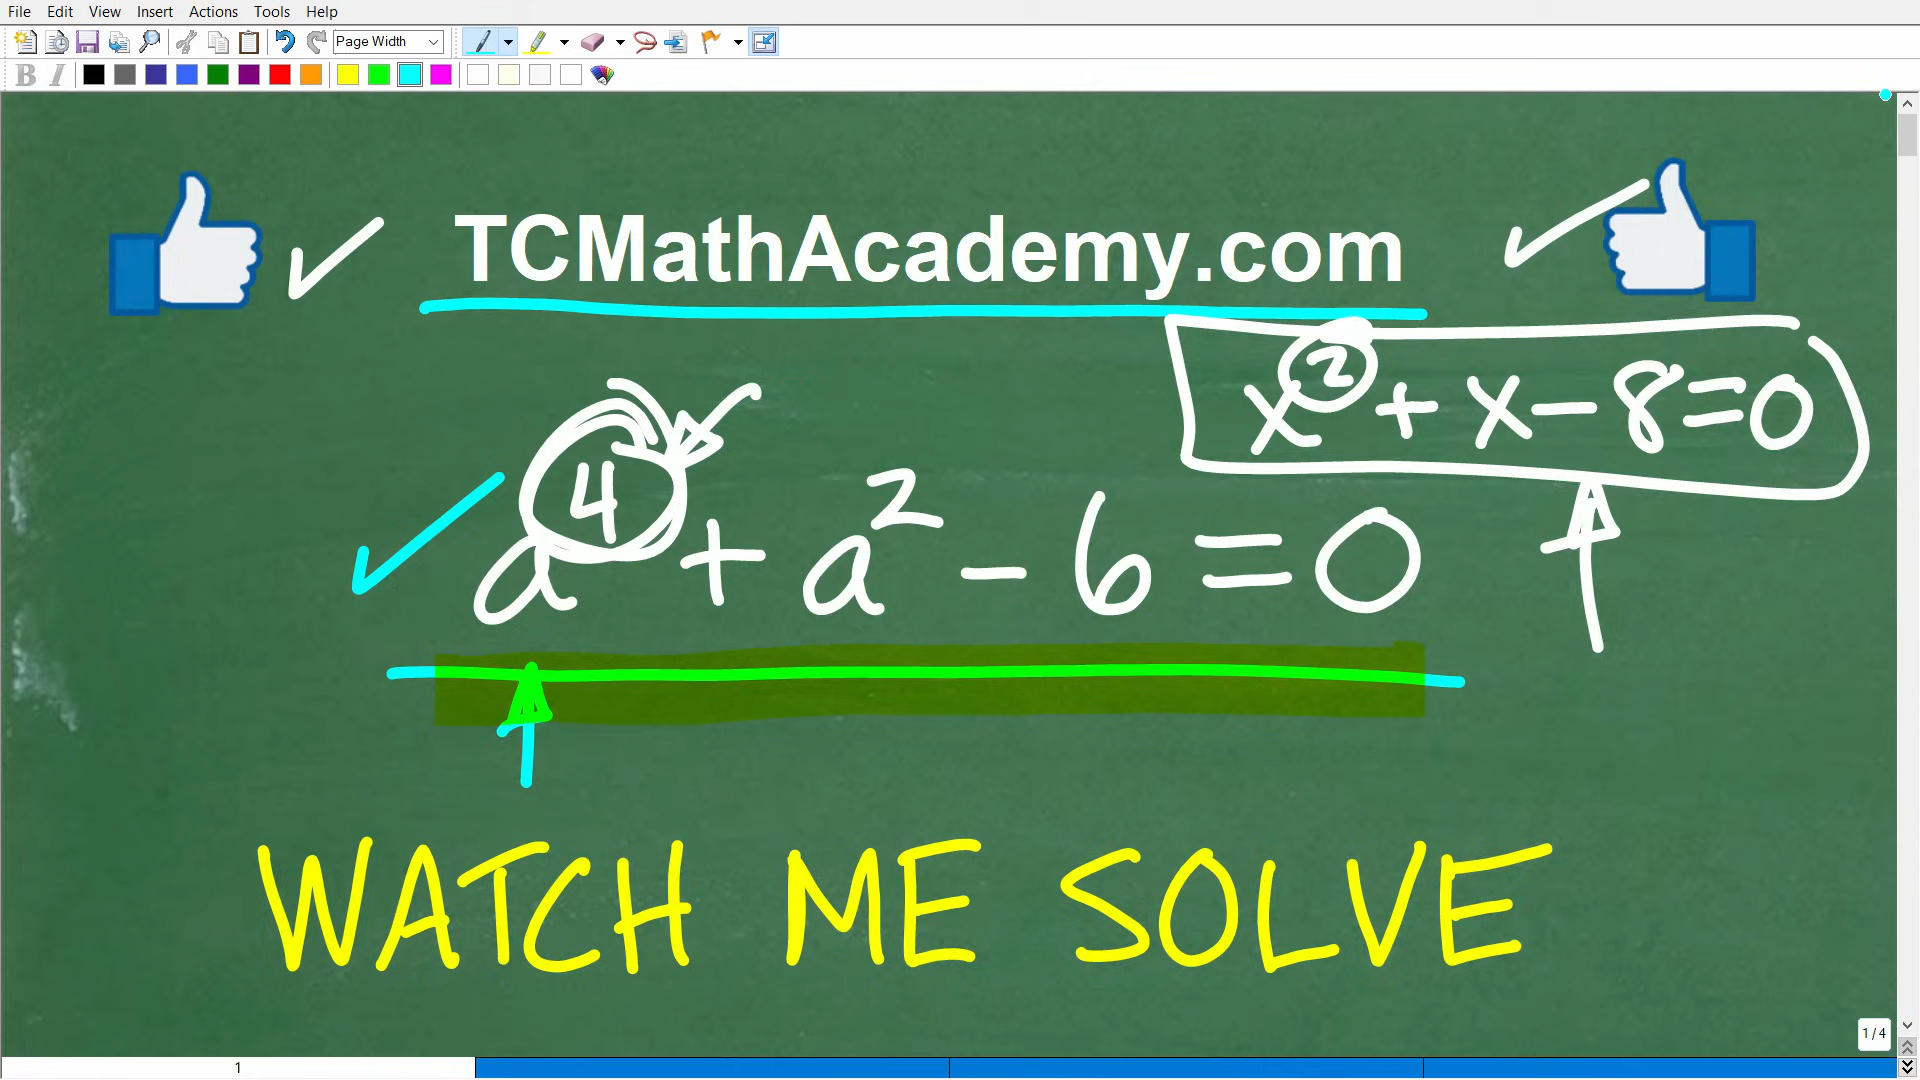 File Edit View Insert Actions Tools Help
Page Width
B I
TCMathAcademy.com
x² + x - 8 = 0
a⁴ + a² - 6 = 0
WATCH ME SOLVE
1 / 4
1